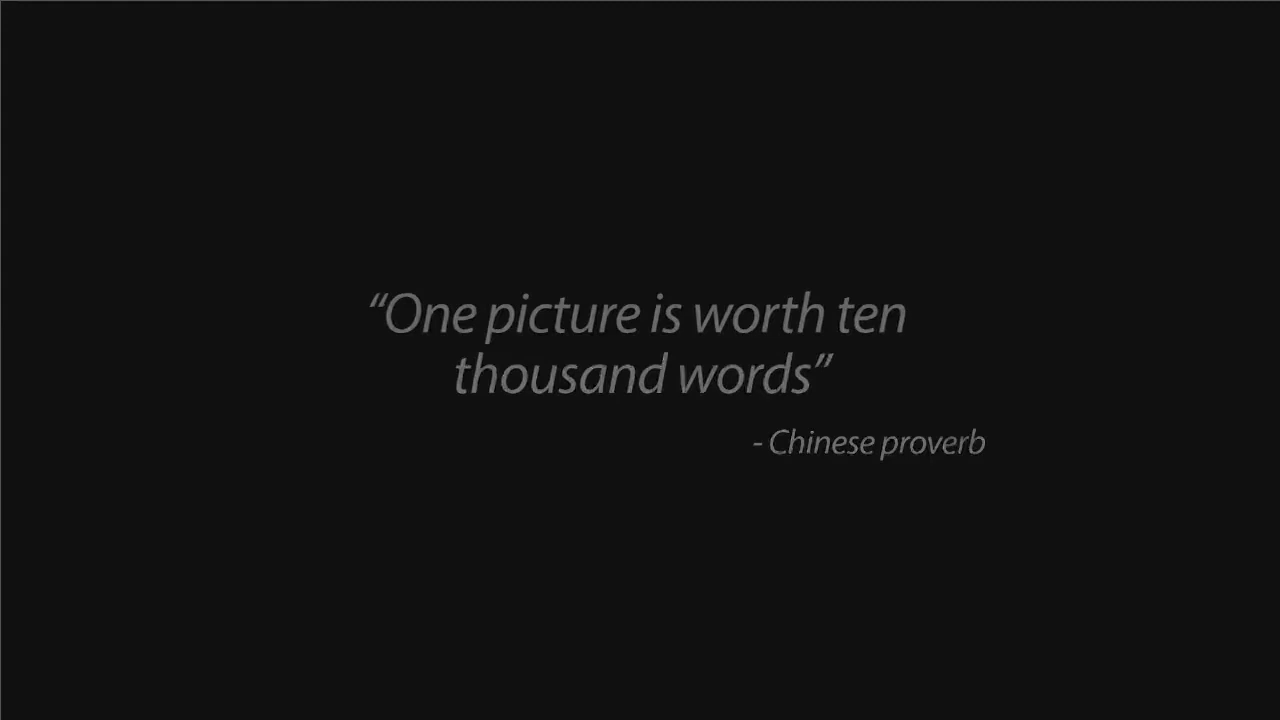 “One picture is worth ten
thousand words”
- Chinese proverb